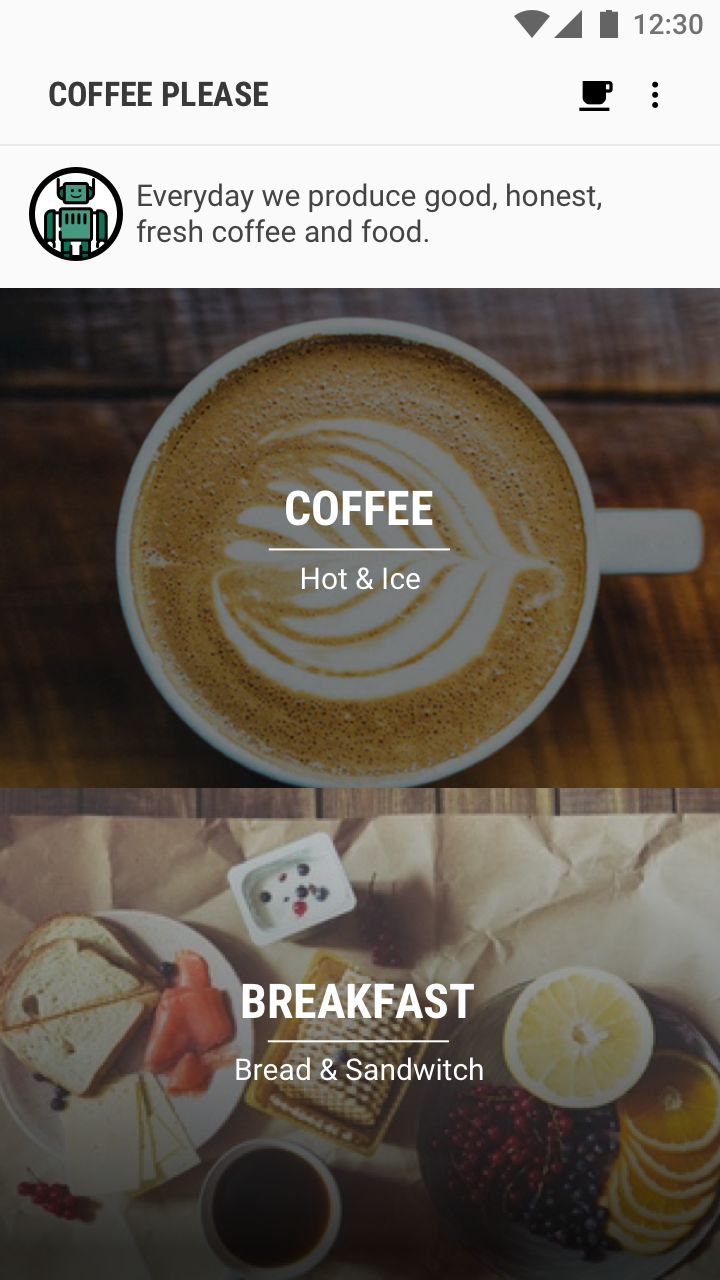 12:30
COFFEE PLEASE
Everyday we produce good, honest,
fresh coffee and food.
COFFEE
Hot & Ice
BREAKFAST
Bread & Sandwitch